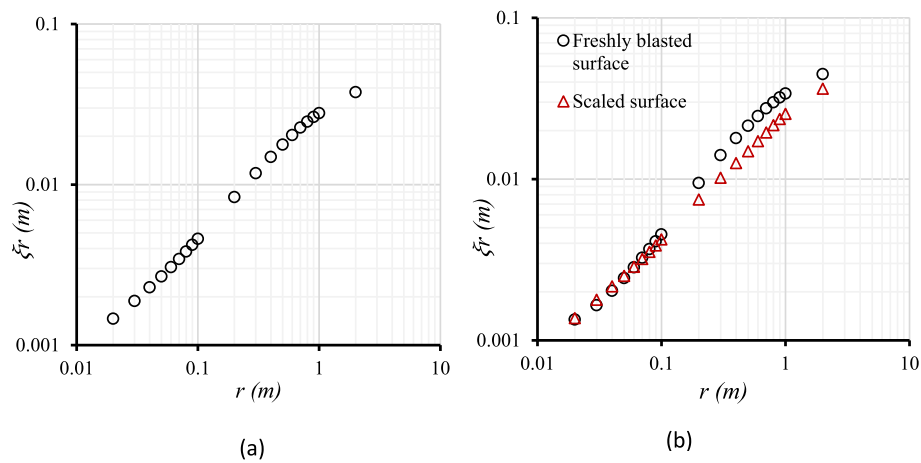 0.1
0.01
0.001
0.01
0.1
1
10
ξr (m)
r (m)
(a)
0.1
0.01
0.001
0.01
0.1
1
10
ξr (m)
r (m)
Freshly blasted
surface
Scaled surface
(b)